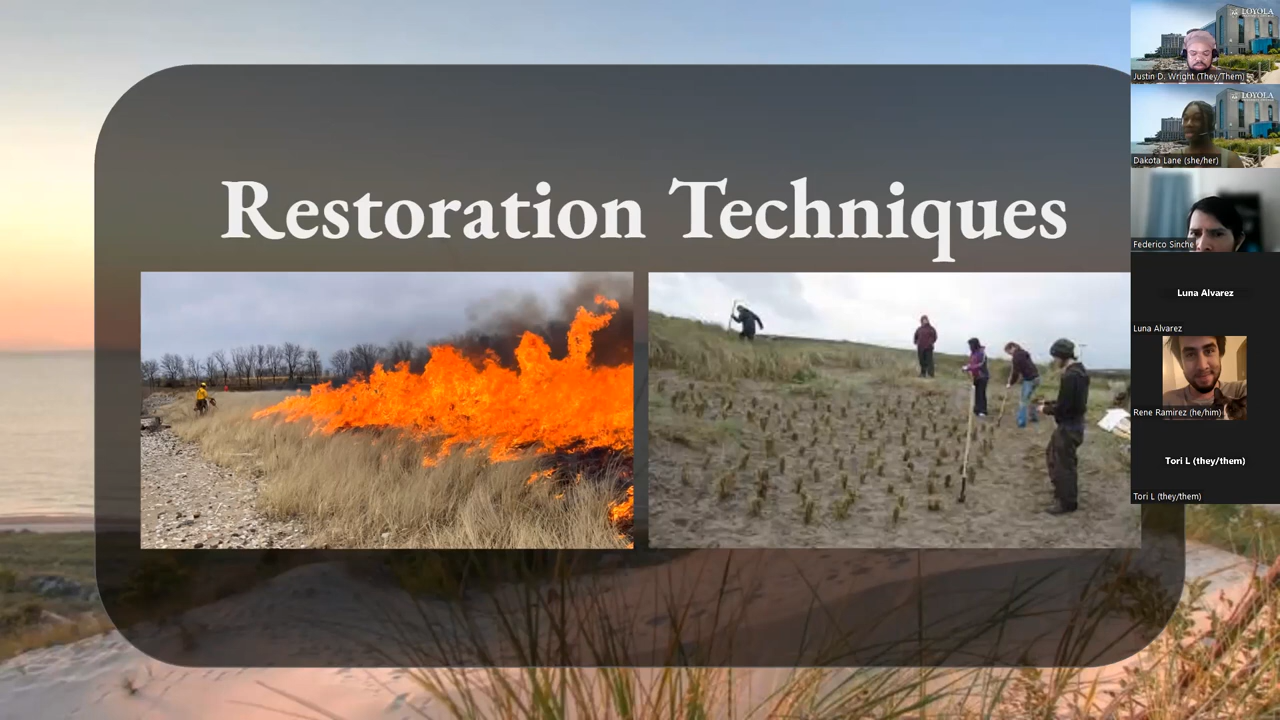 Restoration Techniques
LOYOLA
Justin D. Wright (They/Them)
LOYOLA
Dakota Lane (she/her)
Federico Sinche
Luna Alvarez
Luna Alvarez
Rene Ramirez (he/him)
Tori L (they/them)
Tori L (they/them)